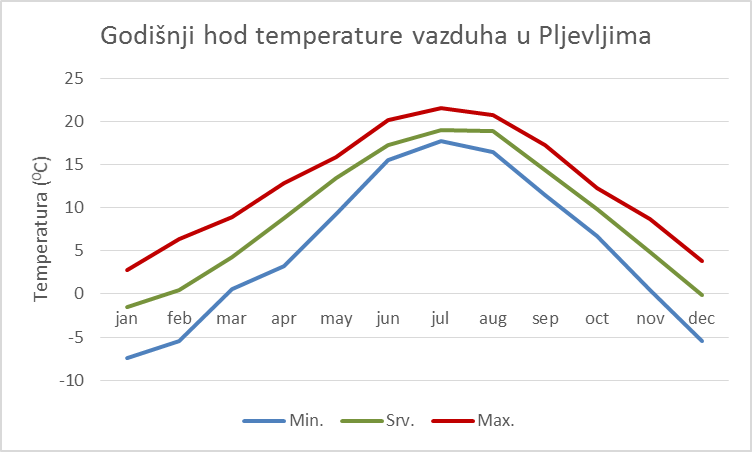 Godišnji hod temperature vazduha u Pljevljima
25
20
15
10
5
0
-5
-10
Temperatura (⁰C)
jan feb mar apr may jun jul aug sep oct nov dec
Min. Srv. Max.